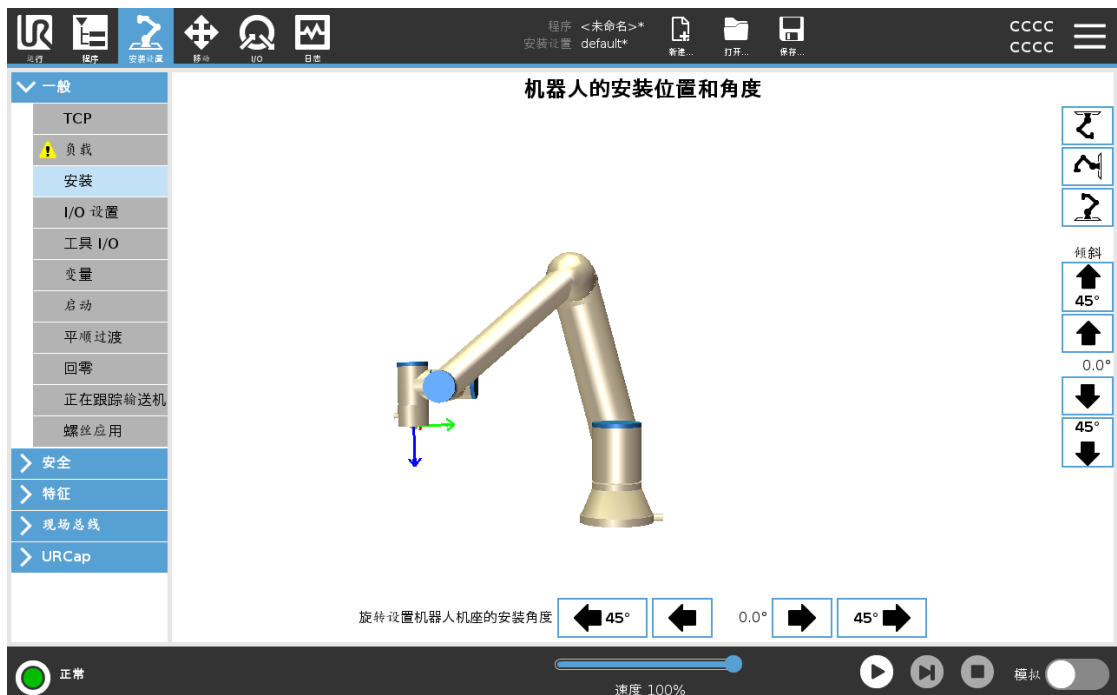 UR
运行
程序
安装设置
移动
I/O
日志
程序 <未命名>*
安装设置 default*
新建...
打开...
保存...
CCCC
CCCC
一般
TCP
负载
安装
I/O 设置
工具 I/O
变量
启动
平顺过渡
回零
正在跟踪输送机
螺丝应用
安全
特征
现场总线
URCap
机器人的安装位置和角度
倾斜
45°
0.0°
45°
旋转设置机器人机座的安装角度 45° 0.0° 45°
正常
速度 100%
模拟